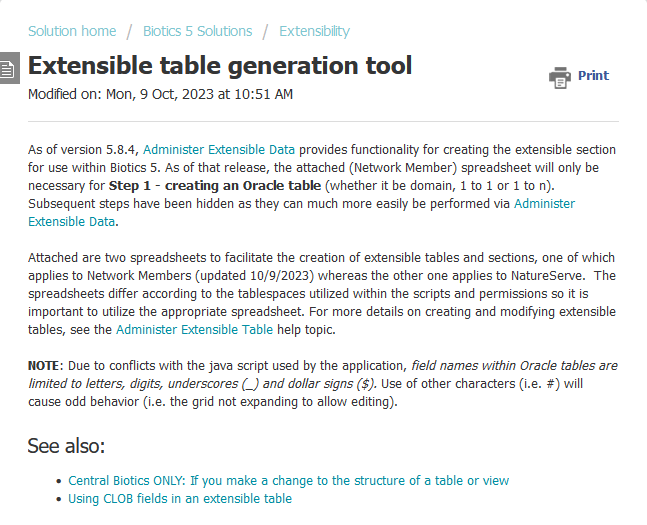 Solution home / Biotics 5 Solutions / Extensibility
Extensible table generation tool
Print
Modified on: Mon, 9 Oct, 2023 at 10:51 AM
As of version 5.8.4, Administer Extensible Data provides functionality for creating the extensible section
for use within Biotics 5. As of that release, the attached (Network Member) spreadsheet will only be
necessary for Step 1 - creating an Oracle table (whether it be domain, 1 to 1 or 1 to n).
Subsequent steps have been hidden as they can much more easily be performed via Administer
Extensible Data.
Attached are two spreadsheets to facilitate the creation of extensible tables and sections, one of which
applies to Network Members (updated 10/9/2023) whereas the other one applies to NatureServe.  The
spreadsheets differ according to the tablespaces utilized within the scripts and permissions so it is
important to utilize the appropriate spreadsheet. For more details on creating and modifying extensible
tables, see the Administer Extensible Table help topic.
NOTE: Due to conflicts with the java script used by the application, field names within Oracle tables are
limited to letters, digits, underscores (_) and dollar signs ($). Use of other characters (i.e. #) will
cause odd behavior (i.e. the grid not expanding to allow editing).
See also:
• Central Biotics ONLY: If you make a change to the structure of a table or view
• Using CLOB fields in an extensible table